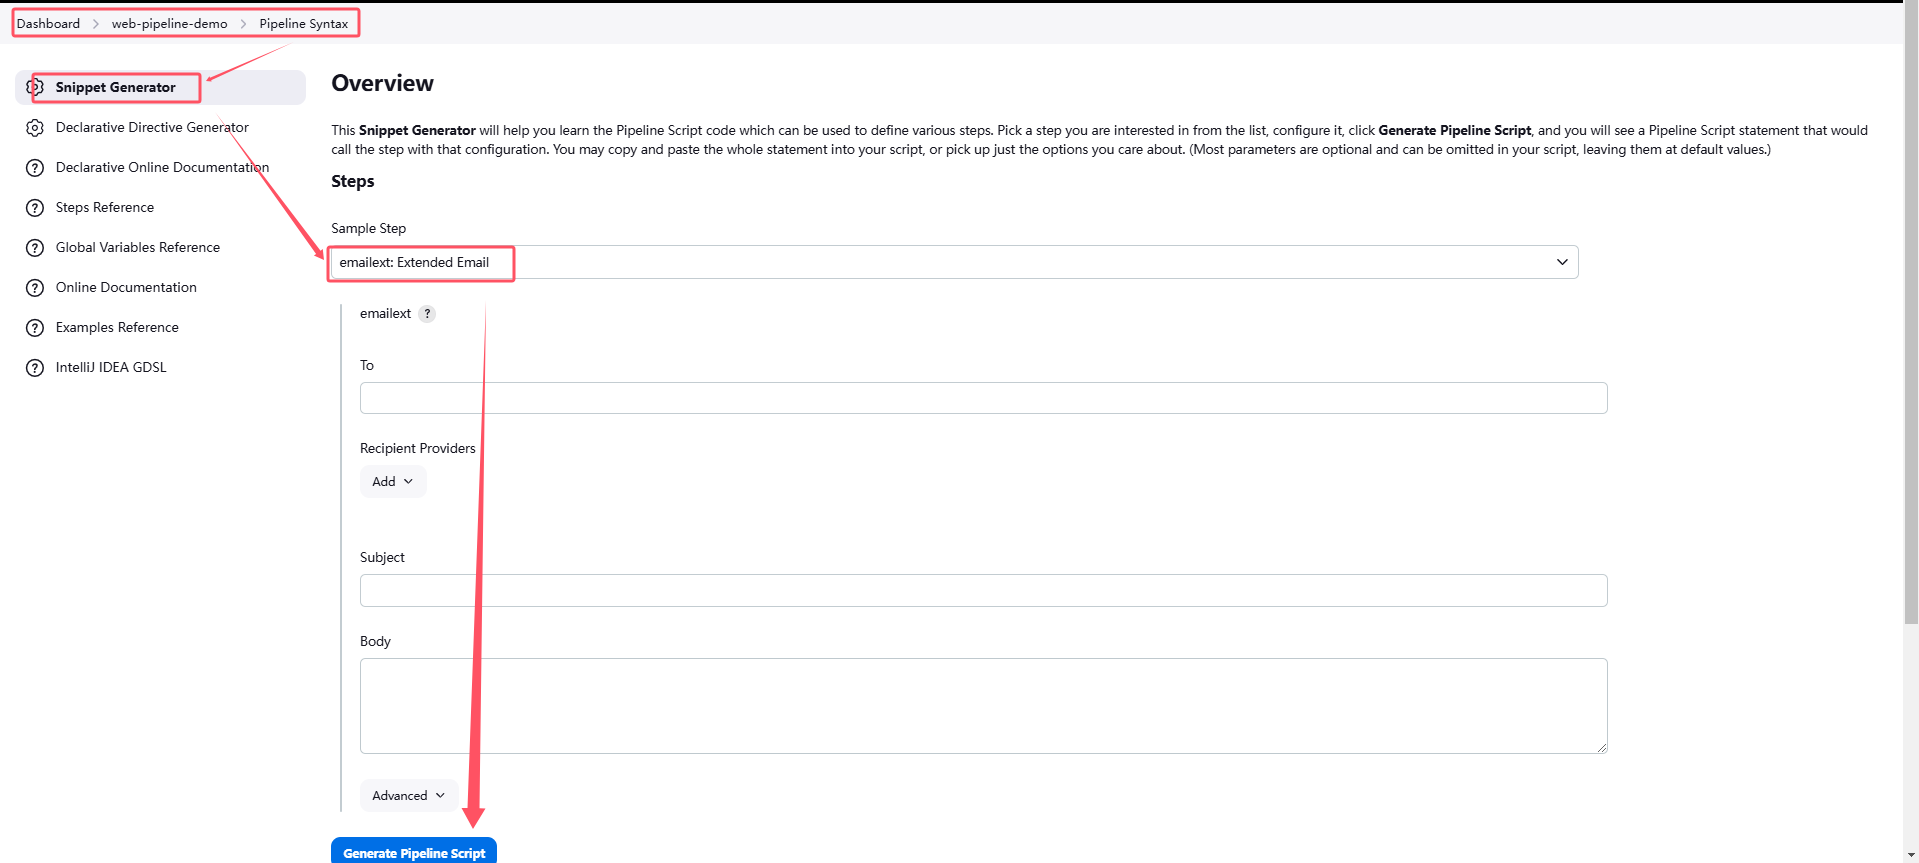 Dashboard > web-pipeline-demo > Pipeline Syntax
Snippet Generator
Declarative Directive Generator
Declarative Online Documentation
Steps Reference
Global Variables Reference
Online Documentation
Examples Reference
IntelliJ IDEA GDSL
Overview
This Snippet Generator will help you learn the Pipeline Script code which can be used to define various steps. Pick a step you are interested in from the list, configure it, click Generate Pipeline Script, and you will see a Pipeline Script statement that would
call the step with that configuration. You may copy and paste the whole statement into your script, or pick up just the options you care about. (Most parameters are optional and can be omitted in your script, leaving them at default values.)
Steps
Sample Step
emailext: Extended Email
emailext ?
To
Recipient Providers
Add
Subject
Body
Advanced
Generate Pipeline Script